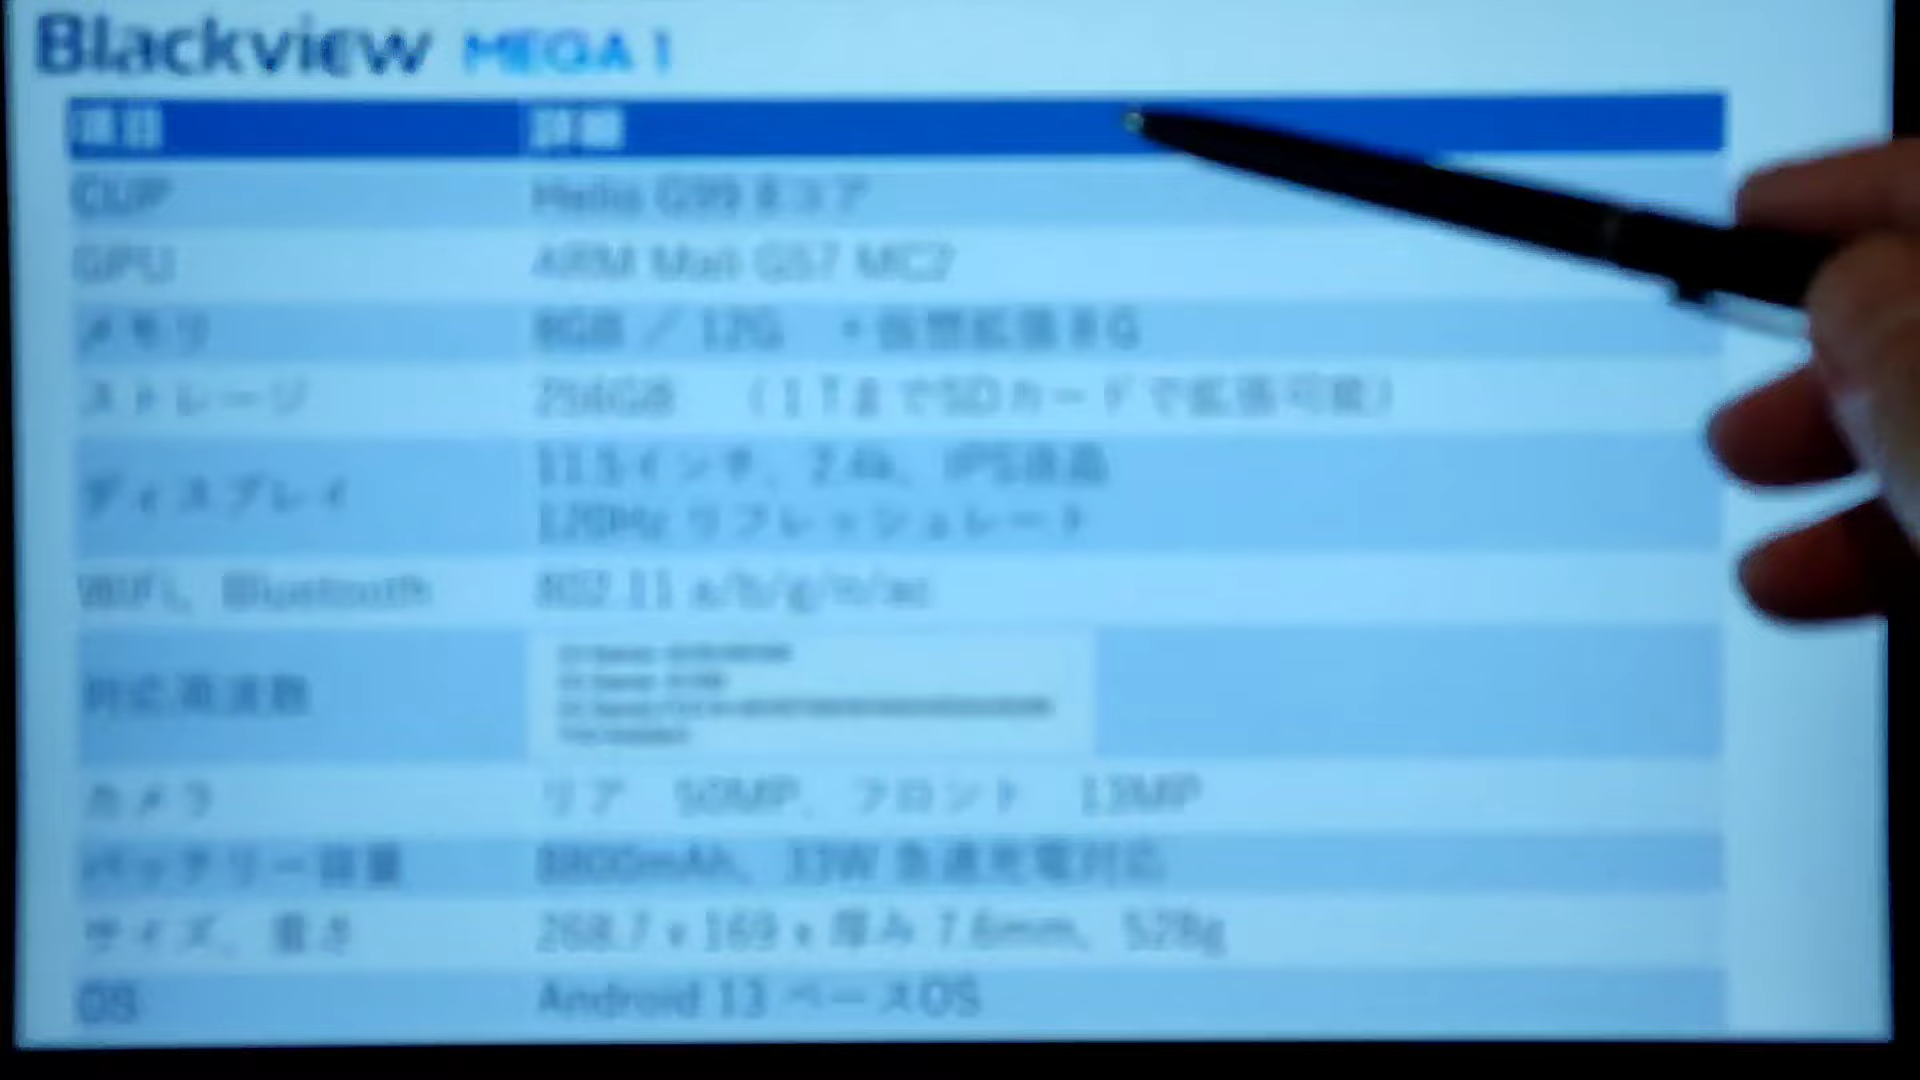 Blackview MEGA 1
項目 詳細
CUP Helio G99 8コア
GPU ARM Mali G57 MC2
メモリ 8GB / 12G ・仮想拡張8G
ストレージ 256GB (1TまでSDカードで拡張可能)
ディスプレイ 11.5インチ、2.4k、IPS液晶
120Hz リフレッシュレート
WiFi、Bluetooth 802.11 a/b/g/n/ac
対応周波数
カメラ リア 50MP、フロント 13MP
バッテリー容量 8800mAh、33W 急速充電対応
サイズ、重さ 268.7 x 169 x 厚み 7.6mm、528g
OS Android 13 ベースOS